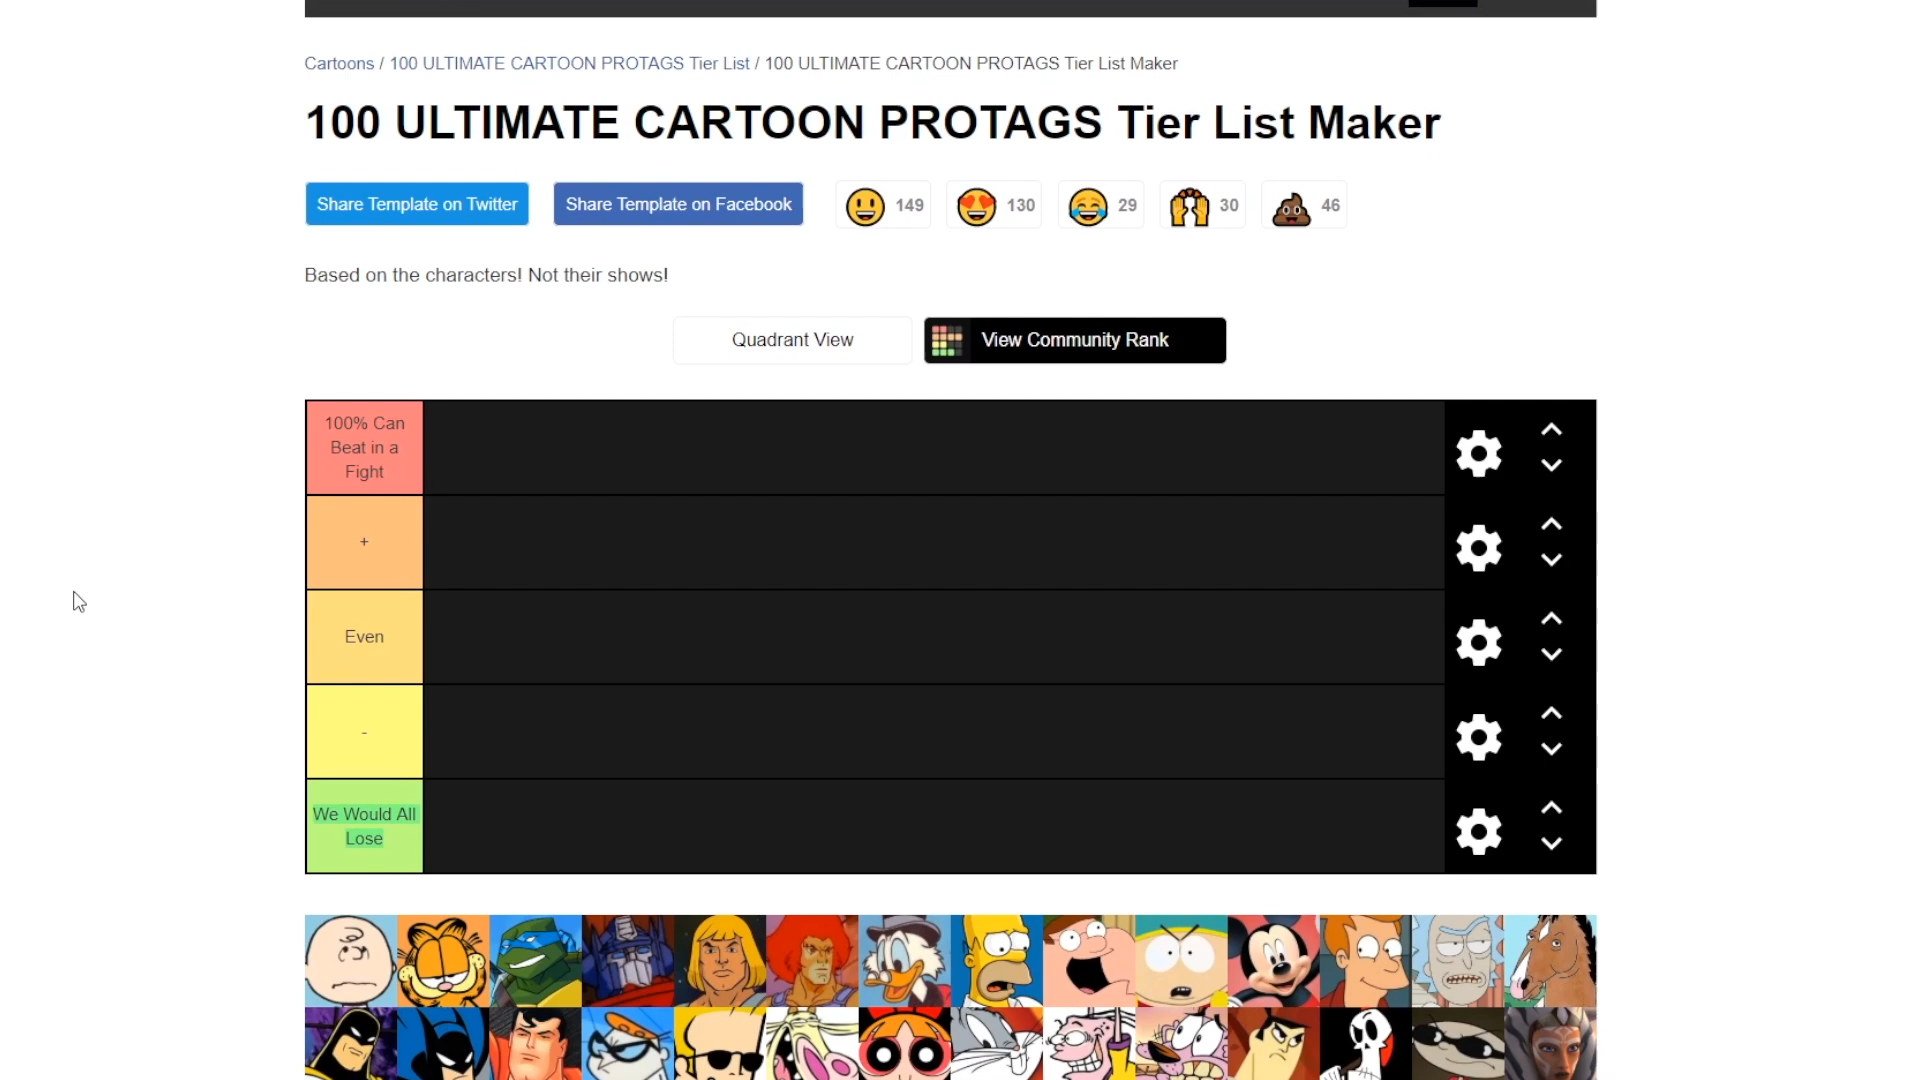 Cartoons / 100 ULTIMATE CARTOON PROTAGS Tier List / 100 ULTIMATE CARTOON PROTAGS Tier List Maker
100 ULTIMATE CARTOON PROTAGS Tier List Maker
Share Template on Twitter
Share Template on Facebook
149
130
29
30
46
Based on the characters! Not their shows!
Quadrant View
View Community Rank
100% Can
Beat in a
Fight
+
Even
-
We Would All
Lose